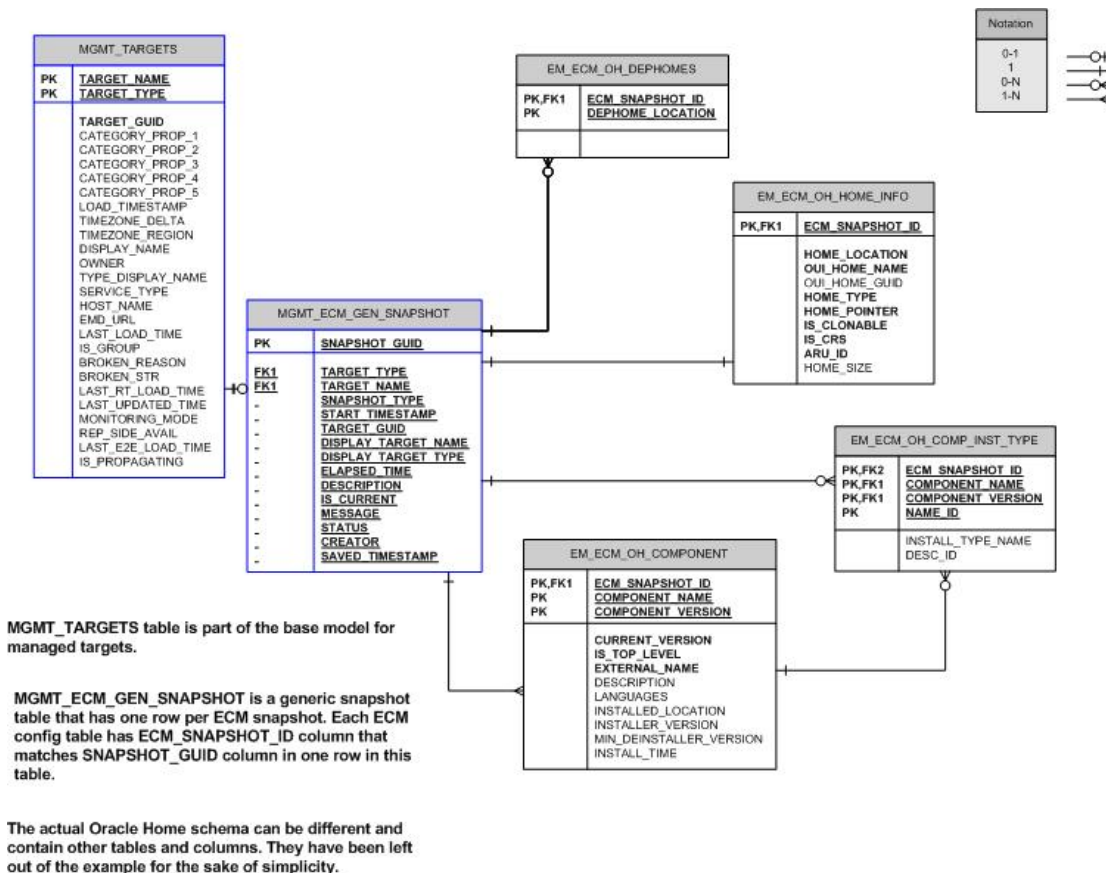 MGMT_TARGETS
PK TARGET_NAME
PK TARGET_TYPE
TARGET_GUID
CATEGORY_PROP_1
CATEGORY_PROP_2
CATEGORY_PROP_3
CATEGORY_PROP_4
CATEGORY_PROP_5
LOAD_TIMESTAMP
TIMEZONE_DELTA
TIMEZONE_REGION
DISPLAY_NAME
OWNER
TYPE_DISPLAY_NAME
SERVICE_TYPE
HOST_NAME
EMD_URL
LAST_LOAD_TIME
IS_GROUP
BROKEN_REASON
BROKEN_STR
LAST_RT_LOAD_TIME
LAST_UPDATED_TIME
MONITORING_MODE
REP_SIDE_AVAIL
LAST_E2E_LOAD_TIME
IS_PROPAGATING
MGMT_ECM_GEN_SNAPSHOT
PK SNAPSHOT_GUID
FK1 TARGET_TYPE
FK1 TARGET_NAME
- SNAPSHOT_TYPE
- START_TIMESTAMP
- TARGET_GUID
- DISPLAY_TARGET_NAME
- DISPLAY_TARGET_TYPE
- ELAPSED_TIME
- DESCRIPTION
- IS_CURRENT
- MESSAGE
- STATUS
- CREATOR
- SAVED_TIMESTAMP
EM_ECM_OH_DEPHOMES
PK,FK1 ECM_SNAPSHOT_ID
PK DEPHOME_LOCATION
Notation
0-1
1
0-N
1-N
EM_ECM_OH_HOME_INFO
PK,FK1 ECM_SNAPSHOT_ID
HOME_LOCATION
OUI_HOME_NAME
OUI_HOME_GUID
HOME_TYPE
HOME_POINTER
IS_CLONABLE
IS_CRS
ARU_ID
HOME_SIZE
EM_ECM_OH_COMP_INST_TYPE
PK,FK2 ECM_SNAPSHOT_ID
PK,FK1 COMPONENT_NAME
PK,FK1 COMPONENT_VERSION
PK NAME_ID
INSTALL_TYPE_NAME
DESC_ID
EM_ECM_OH_COMPONENT
PK,FK1 ECM_SNAPSHOT_ID
PK COMPONENT_NAME
PK COMPONENT_VERSION
CURRENT_VERSION
IS_TOP_LEVEL
EXTERNAL_NAME
DESCRIPTION
LANGUAGES
INSTALLED_LOCATION
INSTALLER_VERSION
MIN_DEINSTALLER_VERSION
INSTALL_TIME
MGMT_TARGETS table is part of the base model for
managed targets.
MGMT_ECM_GEN_SNAPSHOT is a generic snapshot
table that has one row per ECM snapshot. Each ECM
config table has ECM_SNAPSHOT_ID column that
matches SNAPSHOT_GUID column in one row in this
table.
The actual Oracle Home schema can be different and
contain other tables and columns. They have been left
out of the example for the sake of simplicity.